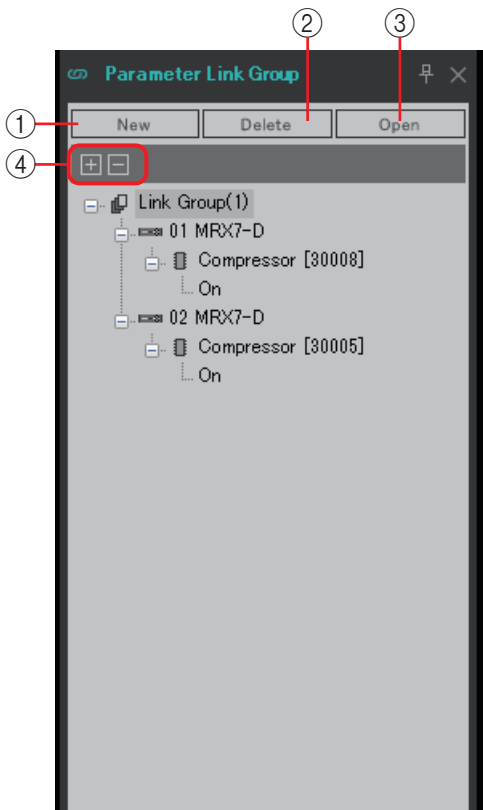 ② ③
Parameter Link Group
① New Delete Open
④
Link Group(1)
01 MRX7-D
Compressor [30008]
On
02 MRX7-D
Compressor [30005]
On